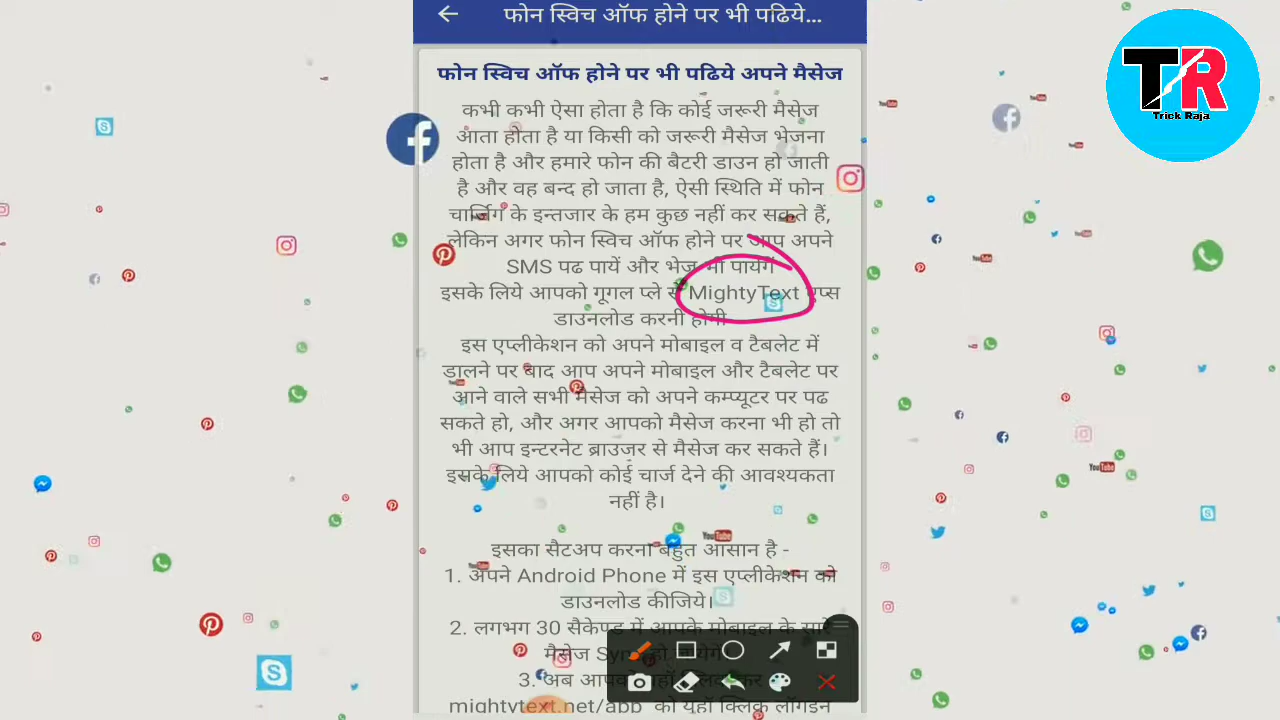 फोन स्विच ऑफ होने पर भी पढिये...
TR
Trick Raja
फोन स्विच ऑफ होने पर भी पढिये अपने मैसेज
कभी कभी ऐसा होता है कि कोई जरूरी मैसेज
आता होता है या किसी को जरूरी मैसेज भेजना
होता है और हमारे फोन की बैटरी डाउन हो जाती
है और वह बन्द हो जाता है, ऐसी स्थिति में फोन
चार्जिग के इन्तजार के हम कुछ नहीं कर सकते हैं,
लेकिन अगर फोन स्विच ऑफ होने पर आप अपने
SMS पढ पायें और भेज भी पायेगें
इसके लिये आपको गूगल प्ले से MightyText एप्स
डाउनलोड करनी होगी
इस एप्लीकेशन को अपने मोबाइल व टैबलेट में
डालने पर बाद आप अपने मोबाइल और टैबलेट पर
आने वाले सभी मैसेज को अपने कम्प्यूटर पर पढ
सकते हो, और अगर आपको मैसेज करना भी हो तो
भी आप इन्टरनेट ब्राउजर से मैसेज कर सकते हैं।
इसके लिये आपको कोई चार्ज देने की आवश्यकता
नहीं है।
इसका सैटअप करना बहुत आसान है -
1. अपने Android Phone में इस एप्लीकेशन को
डाउनलोड कीजिये।
2. लगभग 30 सैकेण्ड में आपके मोबाइल के सारे
मैसेज
3. अब
mightytext.net/app को यहॉ क्लिक लॉगइन